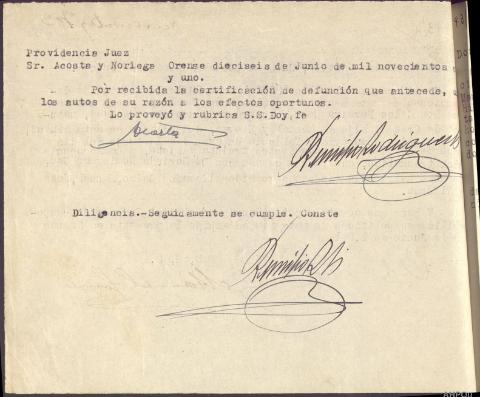 Providencia Juez
Sr. Acosta y Noriega Orense dieciseis de Junio de mil novecientos
y uno.
Por recibida la certificación de defunción que antecede,
los autos de su razón a los efectos oportunos.
Lo proveyó y rubrica S.S.Doy fe
Acosta
Remigio Rodriguez
Diligencia.-Seguidamente se cumple. Conste